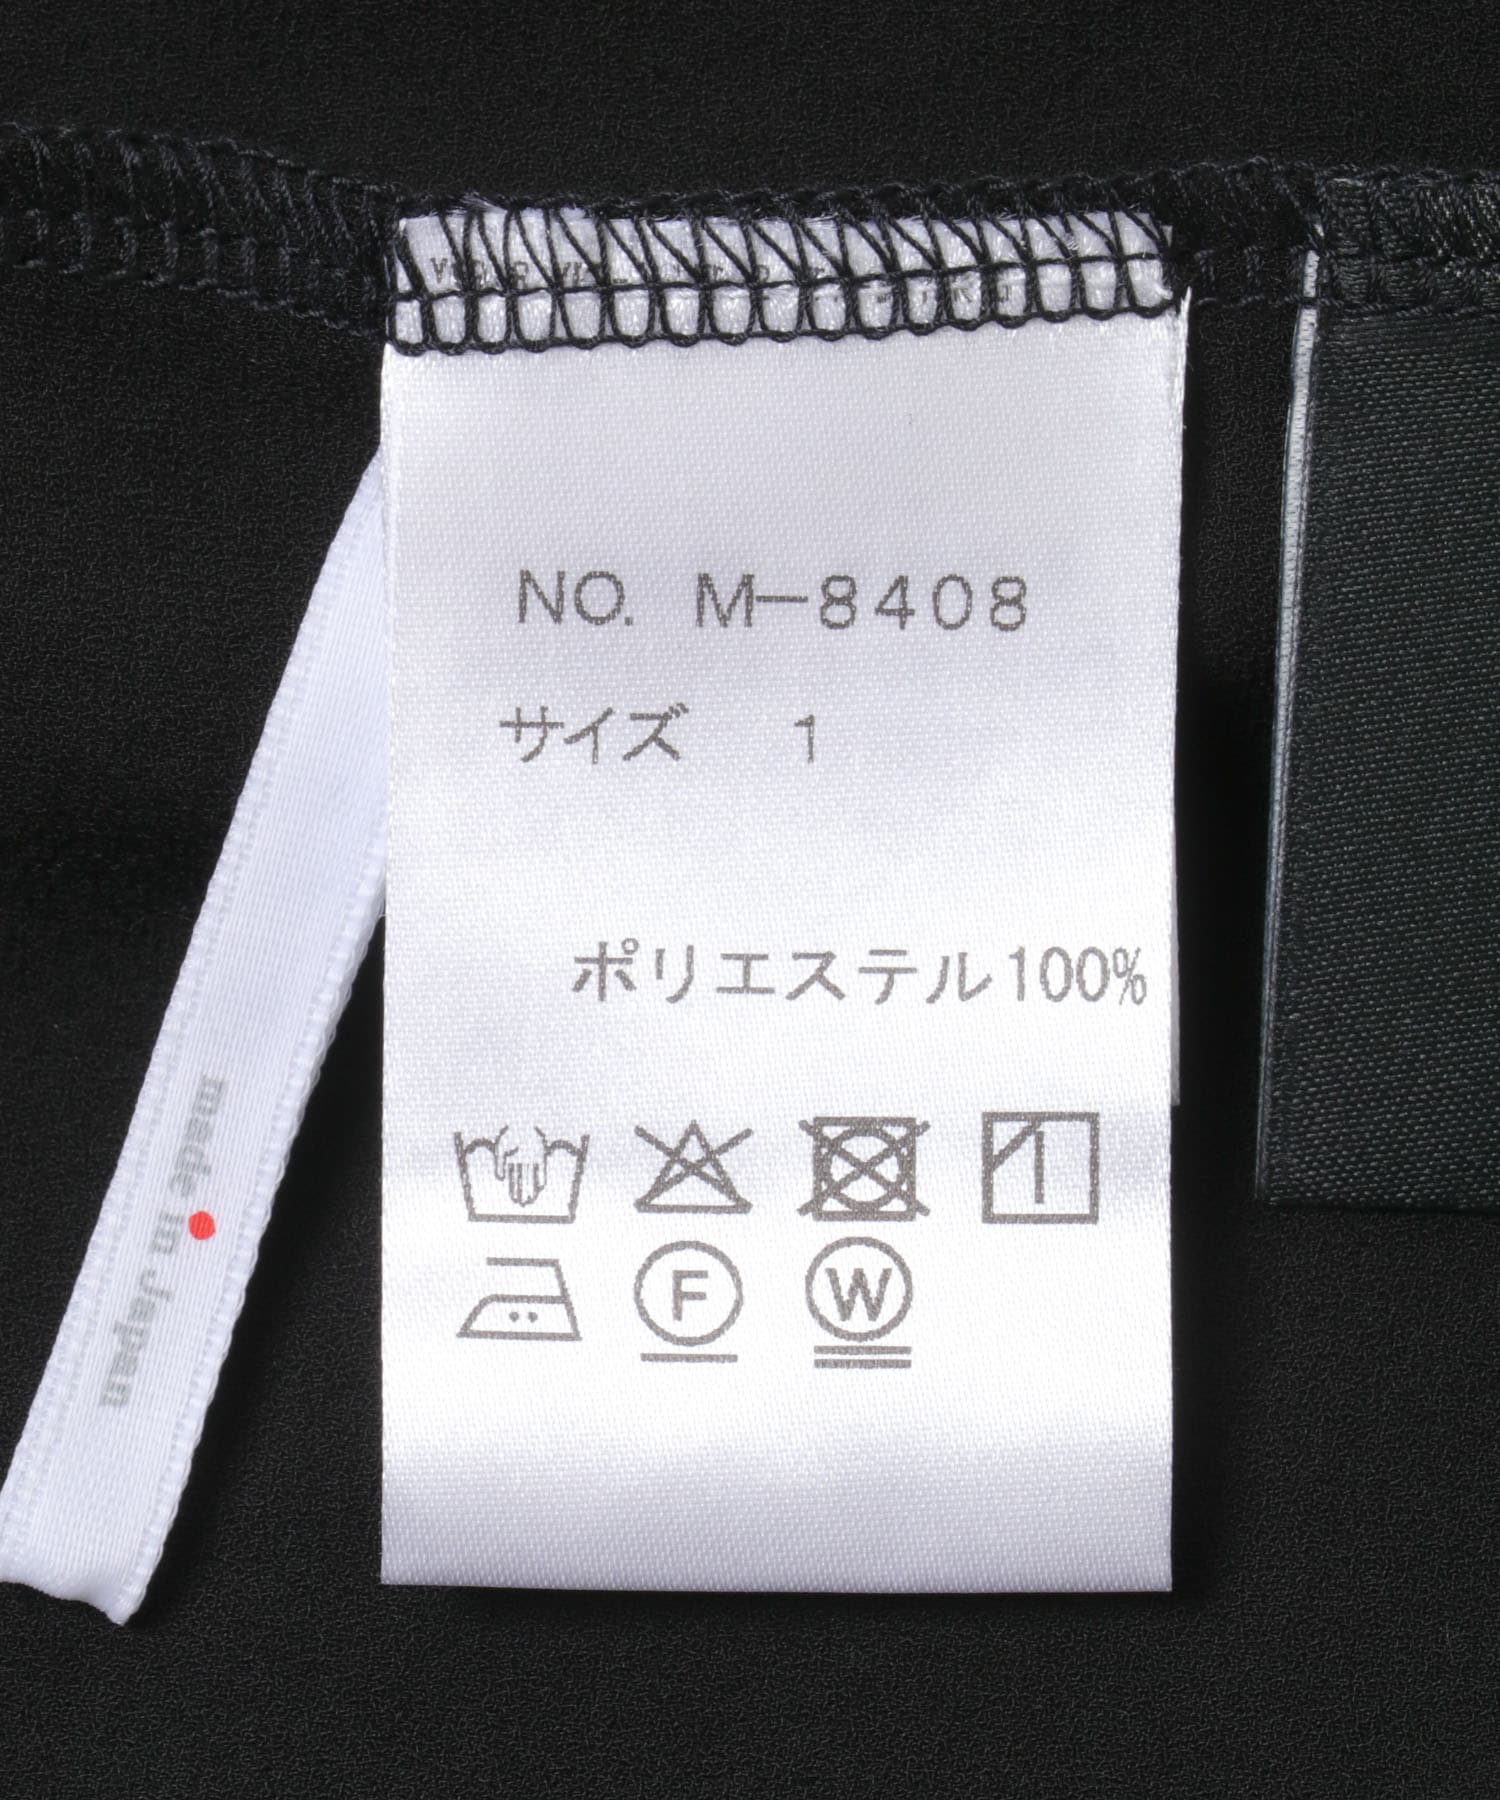 NO. M-8408
サイズ 1
ポリエステル100%
F W
made in Japan